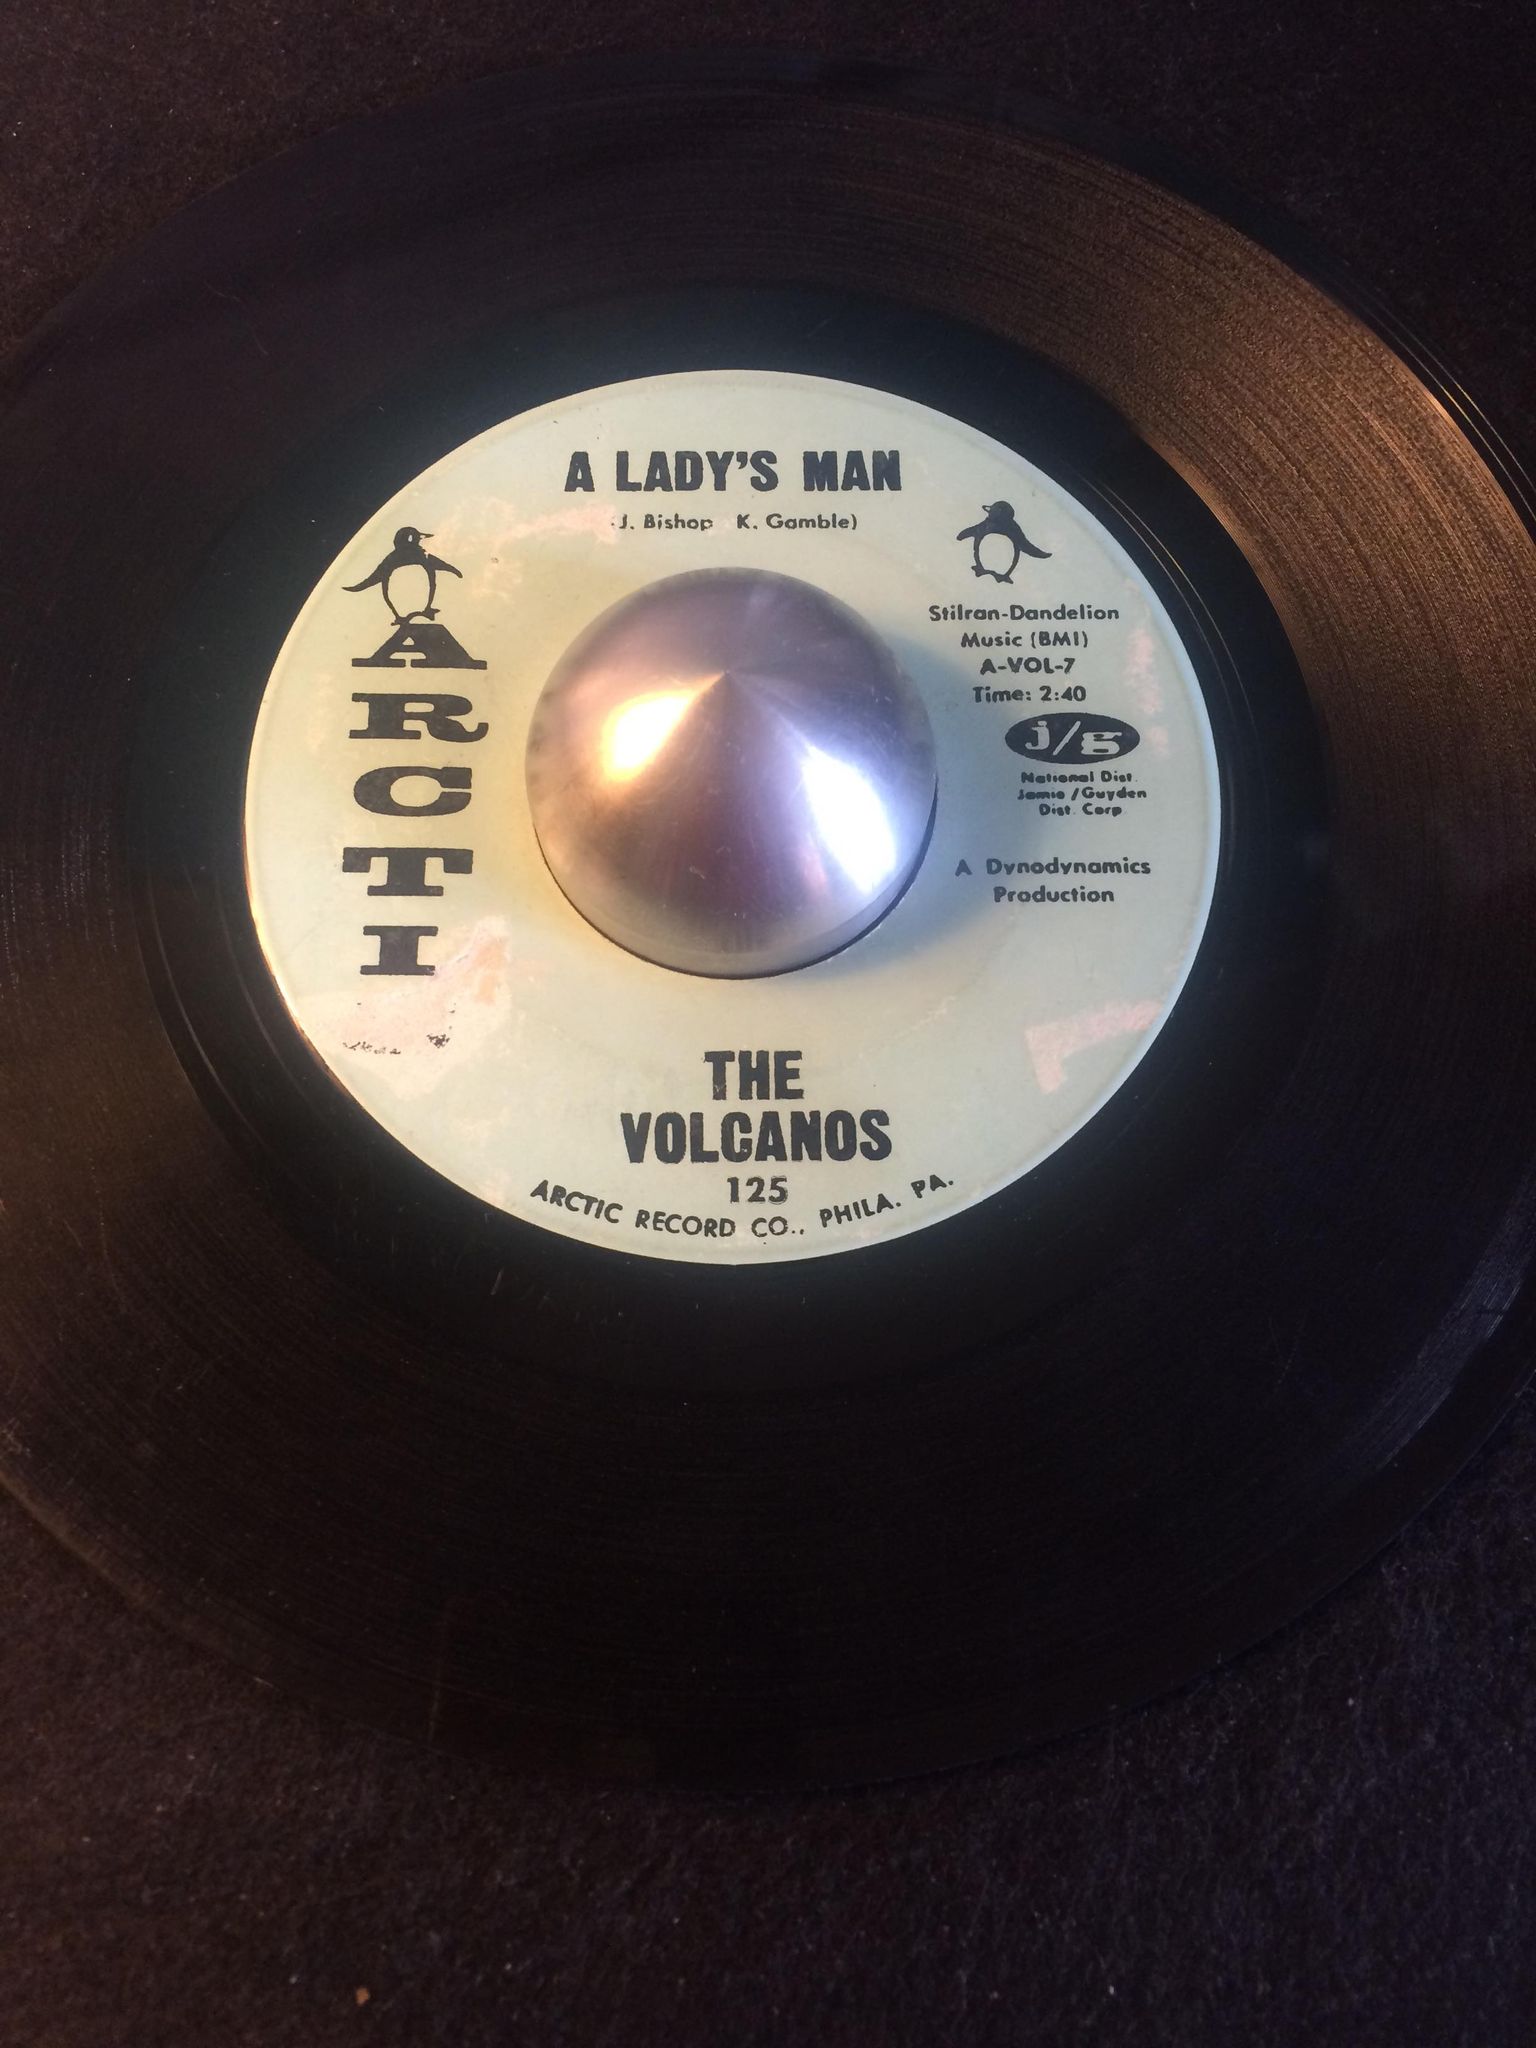 A LADY'S MAN
(J. Bishop K. Gamble)
ARCTI
Stilran-Dandelion
Music (BMI)
A-VOL-7
Time: 2:40
j/g
National Dist.
Jamie/Guyden
Dist. Corp
A Dynodynamics
Production
THE
VOLCANOS
125
ARCTIC RECORD CO., PHILA. PA.